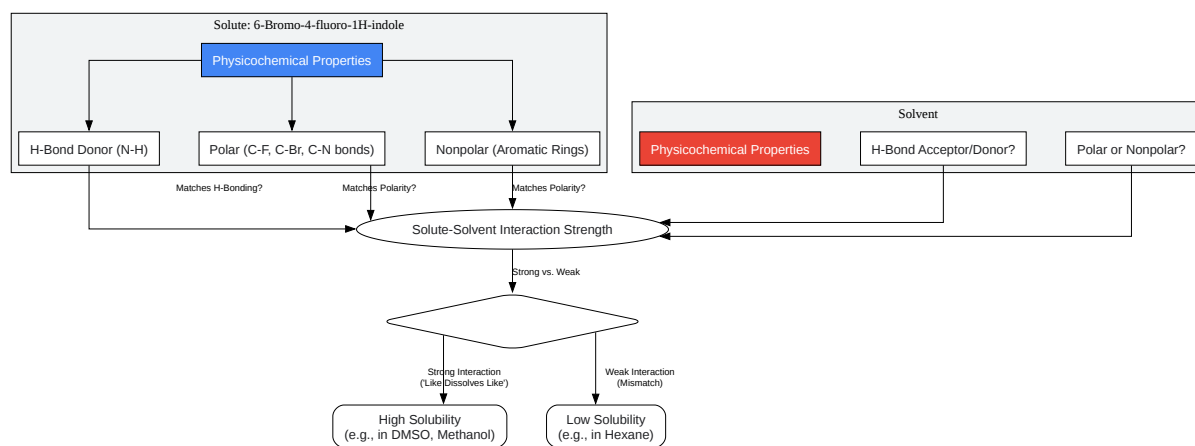 Solute: 6-Bromo-4-fluoro-1H-indole
Physicochemical Properties
H-Bond Donor (N-H)
Polar (C-F, C-Br, C-N bonds)
Nonpolar (Aromatic Rings)
Solvent
Physicochemical Properties
H-Bond Acceptor/Donor?
Polar or Nonpolar?
Matches H-Bonding?
Matches Polarity?
Matches Polarity?
Solute-Solvent Interaction Strength
Strong vs. Weak
Strong Interaction
('Like Dissolves Like')
Weak Interaction
(Mismatch)
High Solubility
(e.g., in DMSO, Methanol)
Low Solubility
(e.g., in Hexane)